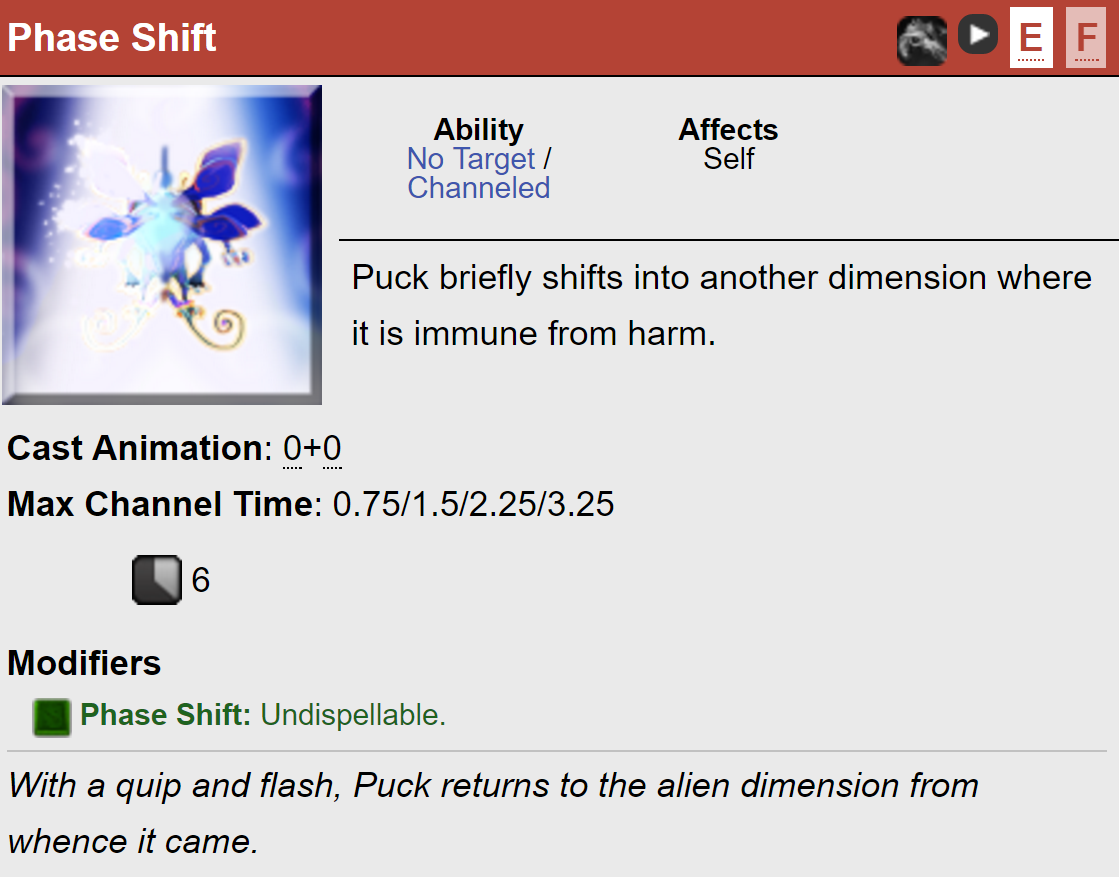 Phase Shift
E
F
Ability
No Target /
Channeled
Affects
Self
Puck briefly shifts into another dimension where
it is immune from harm.
Cast Animation: 0+0
Max Channel Time: 0.75/1.5/2.25/3.25
6
Modifiers
Phase Shift: Undispellable.
With a quip and flash, Puck returns to the alien dimension from
whence it came.